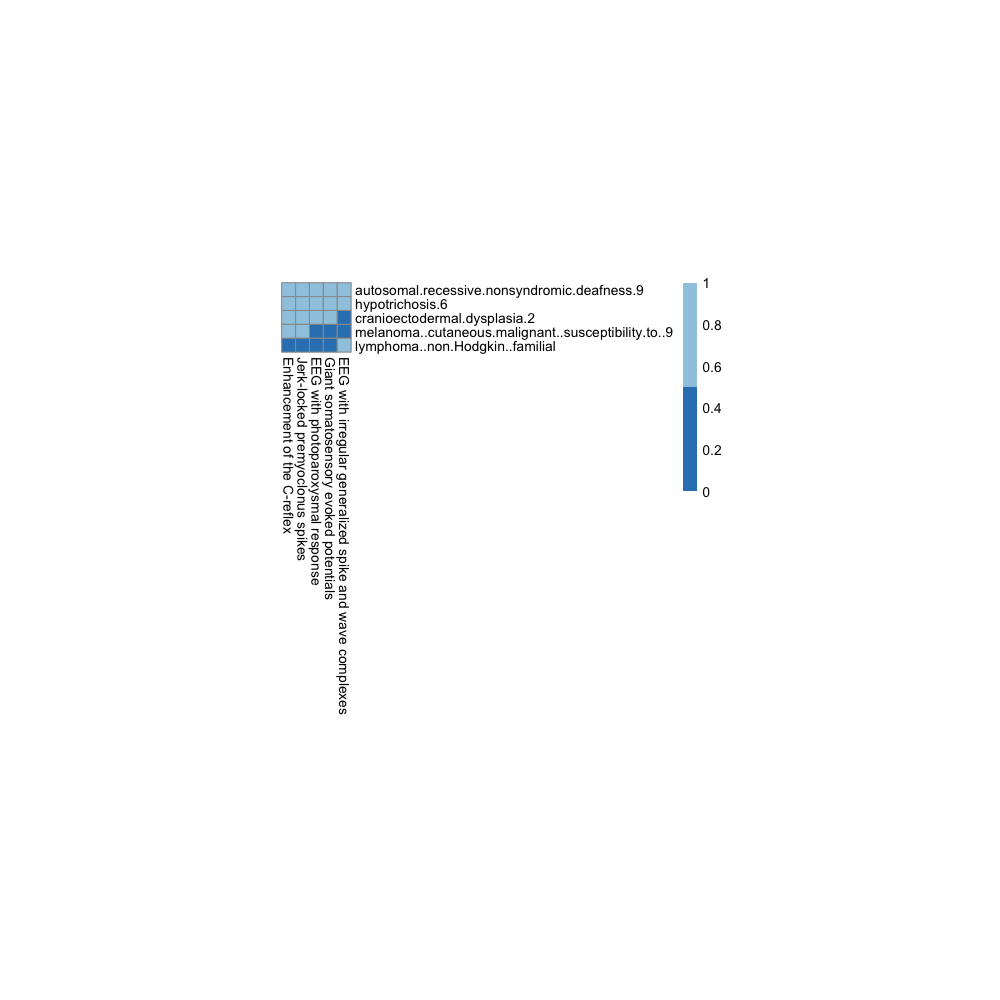 autosomal.recessive.nonsyndromic.deafness.9
hypotrichosis.6
cranioectodermal.dysplasia.2
melanoma..cutaneous.malignant..susceptibility.to..9
lymphoma..non.Hodgkin..familial
Enhancement of the C-reflex
Jerk-locked premyoclonus spikes
EEG with photoparoxysmal response
Giant somatosensory evoked potentials
EEG with irregular generalized spike and wave complexes
1
0.8
0.6
0.4
0.2
0